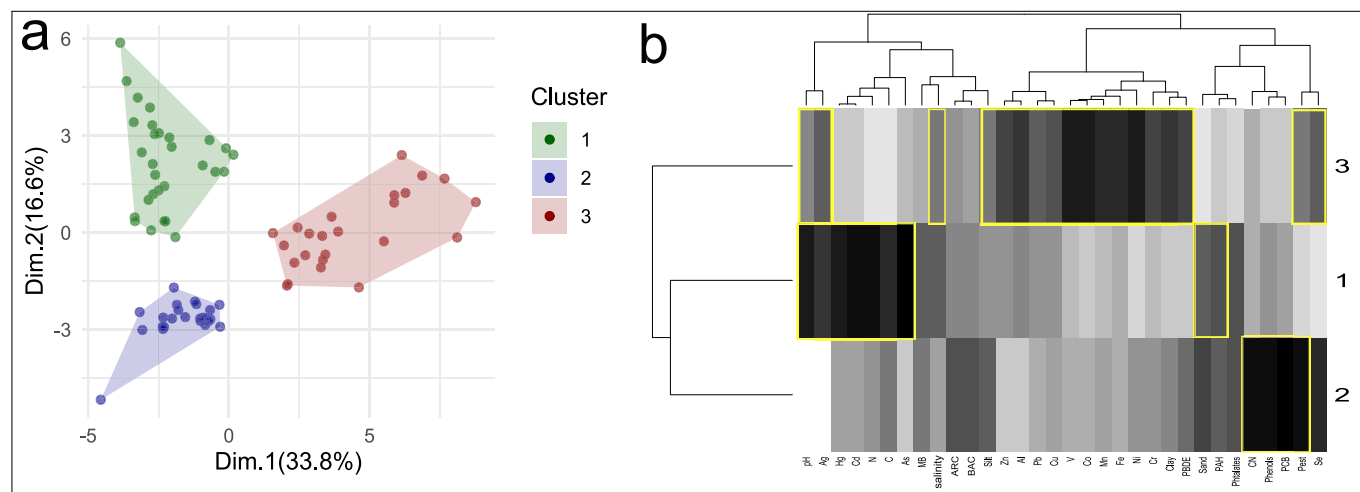 a
6
3
0
-3
-5
0
5
Dim.2(16.6%)
Dim.1(33.8%)
Cluster
1
2
3
b
3
1
2
pH
Ag
Hg
Cd
N
C
As
MB
salinity
ARC
BAC
Silt
Zn
Al
Pb
Cu
V
Co
Mn
Fe
Ni
Cr
Clay
PBDE
Sand
PAH
Phtalates
CN
Phenols
PCB
Pest
Se